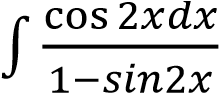 ∫ cos 2xdx / 1−sin2x